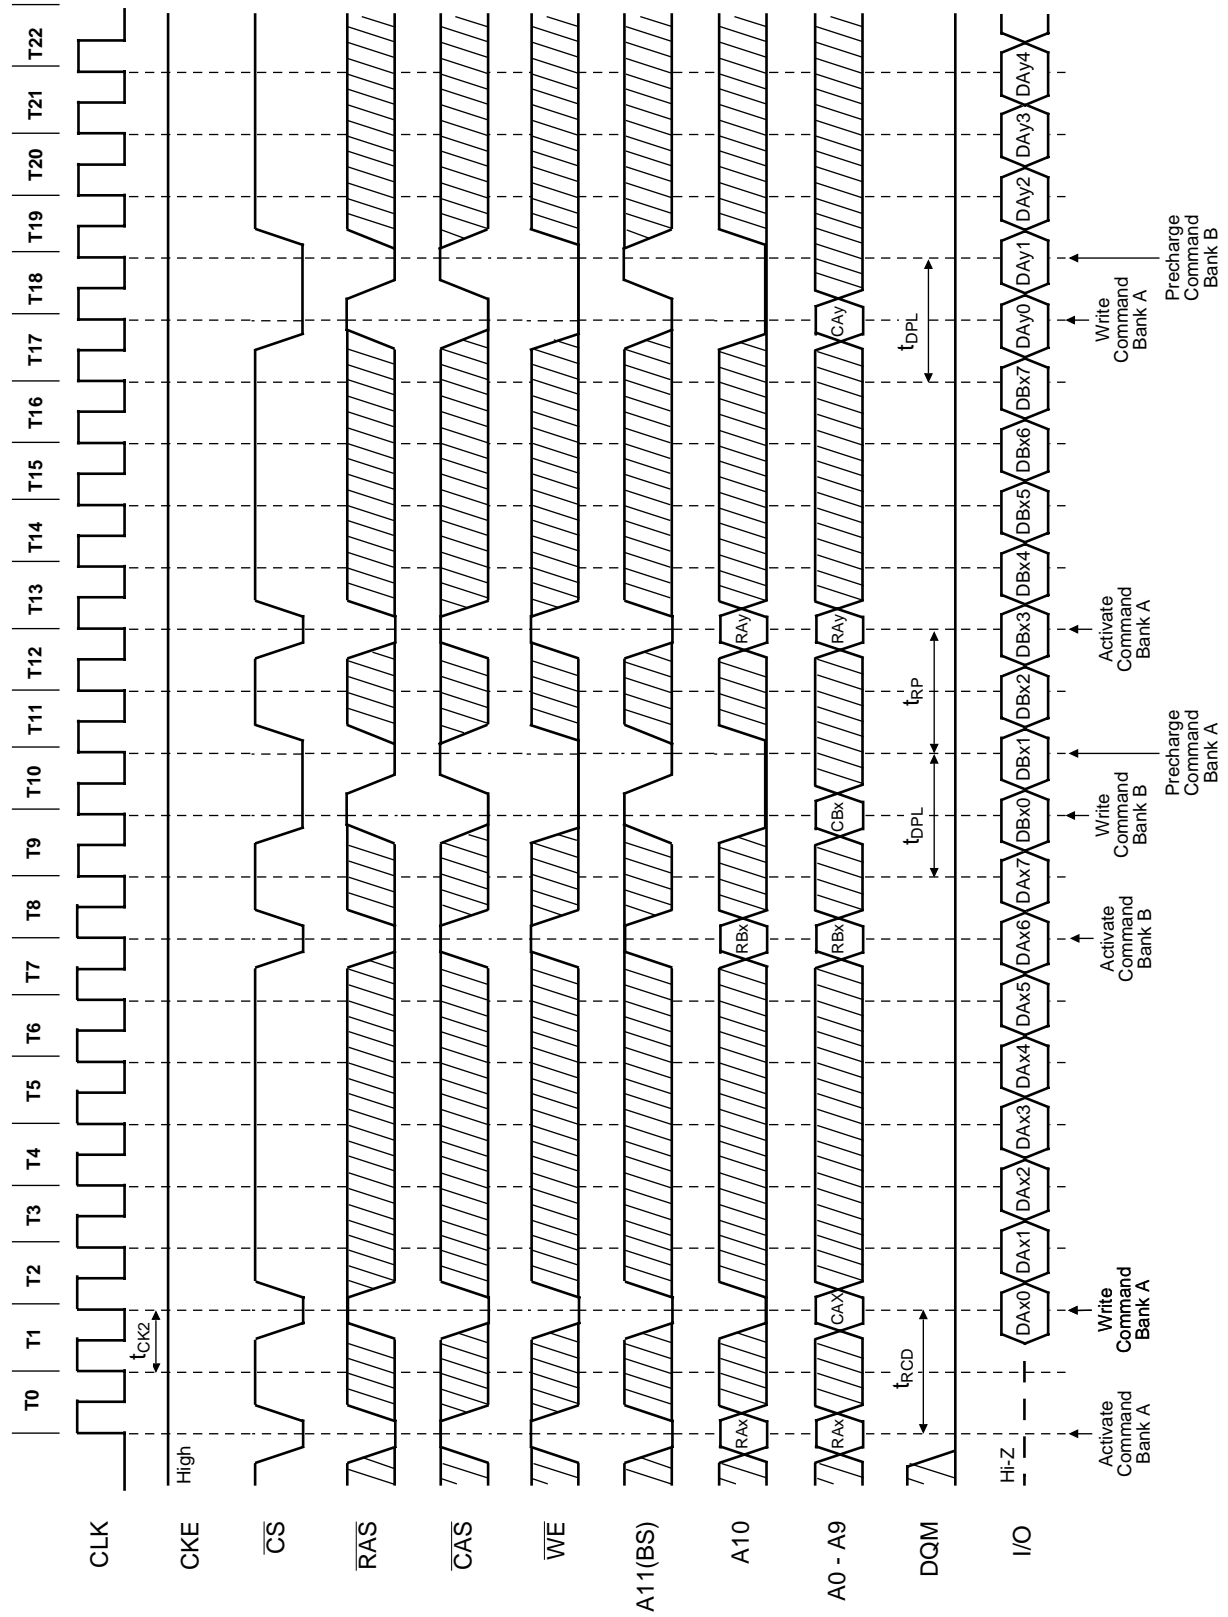 T0 T1 T2 T3 T4 T5 T6 T7 T8 T9 T10 T11 T12 T13 T14 T15 T16 T17 T18 T19 T20 T21 T22
CLK
tCK2
CKE
High
CS
RAS
CAS
WE
A11(BS)
A10
RAx RBx RAy
A0 - A9
RAx CAX RBx CBx RAy CAy
DQM
tRCD tDPL tRP tDPL
I/O
Hi-Z
DAx0 DAx1 DAx2 DAx3 DAx4 DAx5 DAx6 DAx7 DBx0 DBx1 DBx2 DBx3 DBx4 DBx5 DBx6 DBx7 DAy0 DAy1 DAy2 DAy3 DAy4
Activate
Command
Bank A
Write
Command
Bank A
Activate
Command
Bank B
Write
Command
Bank B
Precharge
Command
Bank A
Activate
Command
Bank A
Write
Command
Bank A
Precharge
Command
Bank B